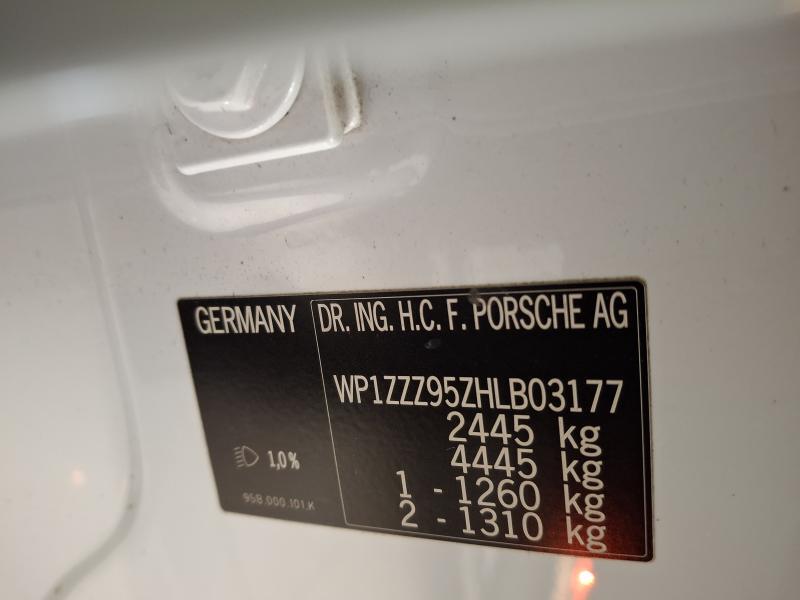 GERMANY
DR. ING. H.C. F. PORSCHE AG
WP1ZZZ95ZHLB03177
2445 kg
4445 kg
1 - 1260 kg
2 - 1310 kg
1,0%
95B.000.101.K